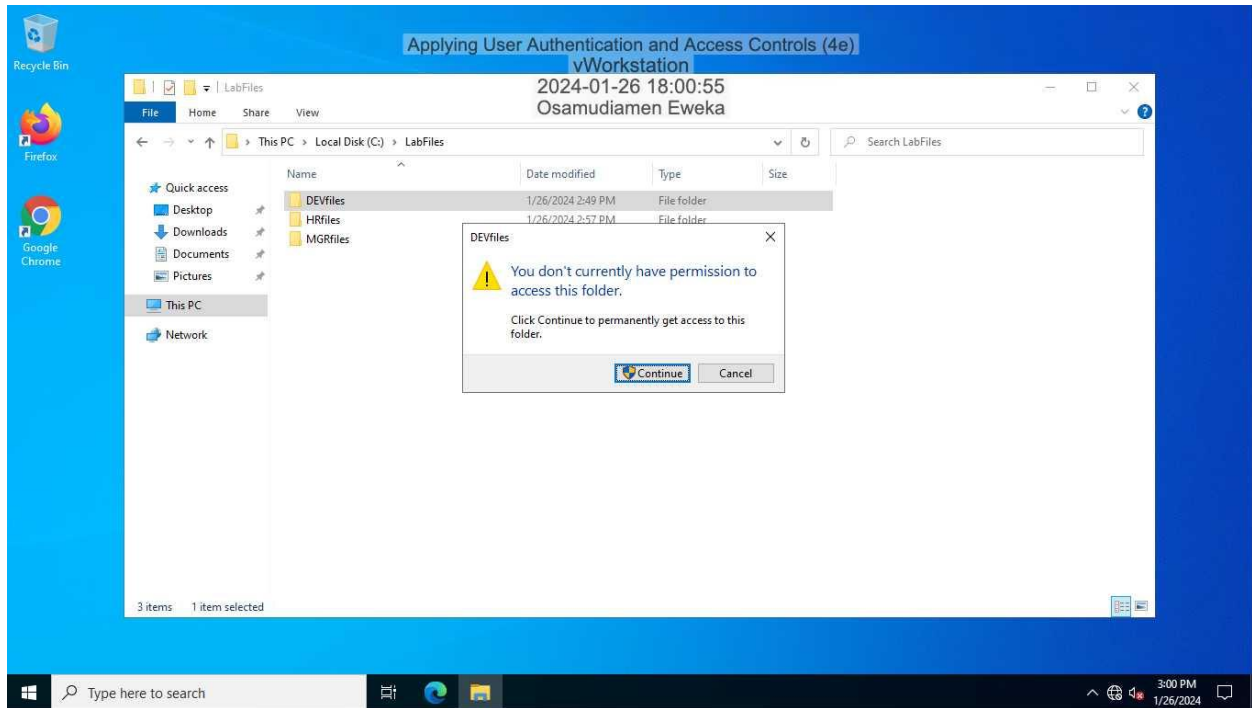 Applying User Authentication and Access Controls (4e)
vWorkstation
2024-01-26 18:00:55
Osamudiamen Eweka
Recycle Bin
Firefox
Google
Chrome
LabFiles
File Home Share View
This PC > Local Disk (C:) > LabFiles
Search LabFiles
Quick access
Desktop
Downloads
Documents
Pictures
This PC
Network
Name Date modified Type Size
DEVfiles 1/26/2024 2:49 PM File folder
HRfiles 1/26/2024 2:57 PM File folder
MGRfiles
DEVfiles
You don't currently have permission to
access this folder.
Click Continue to permanently get access to this
folder.
Continue Cancel
3 items 1 item selected
Type here to search
3:00 PM
1/26/2024